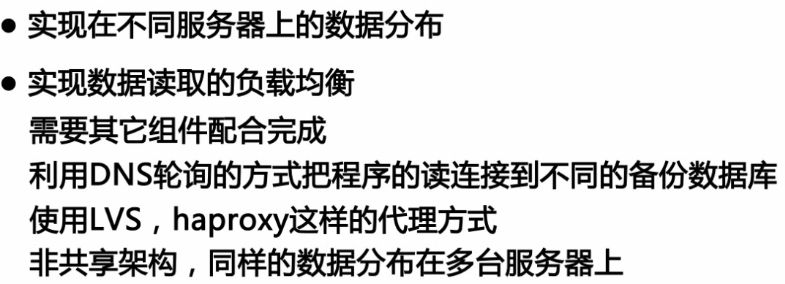 ● 实现在不同服务器上的数据分布
● 实现数据读取的负载均衡
需要其它组件配合完成
利用DNS轮询的方式把程序的读连接到不同的备份数据库
使用LVS，haproxy这样的代理方式
非共享架构，同样的数据分布在多台服务器上